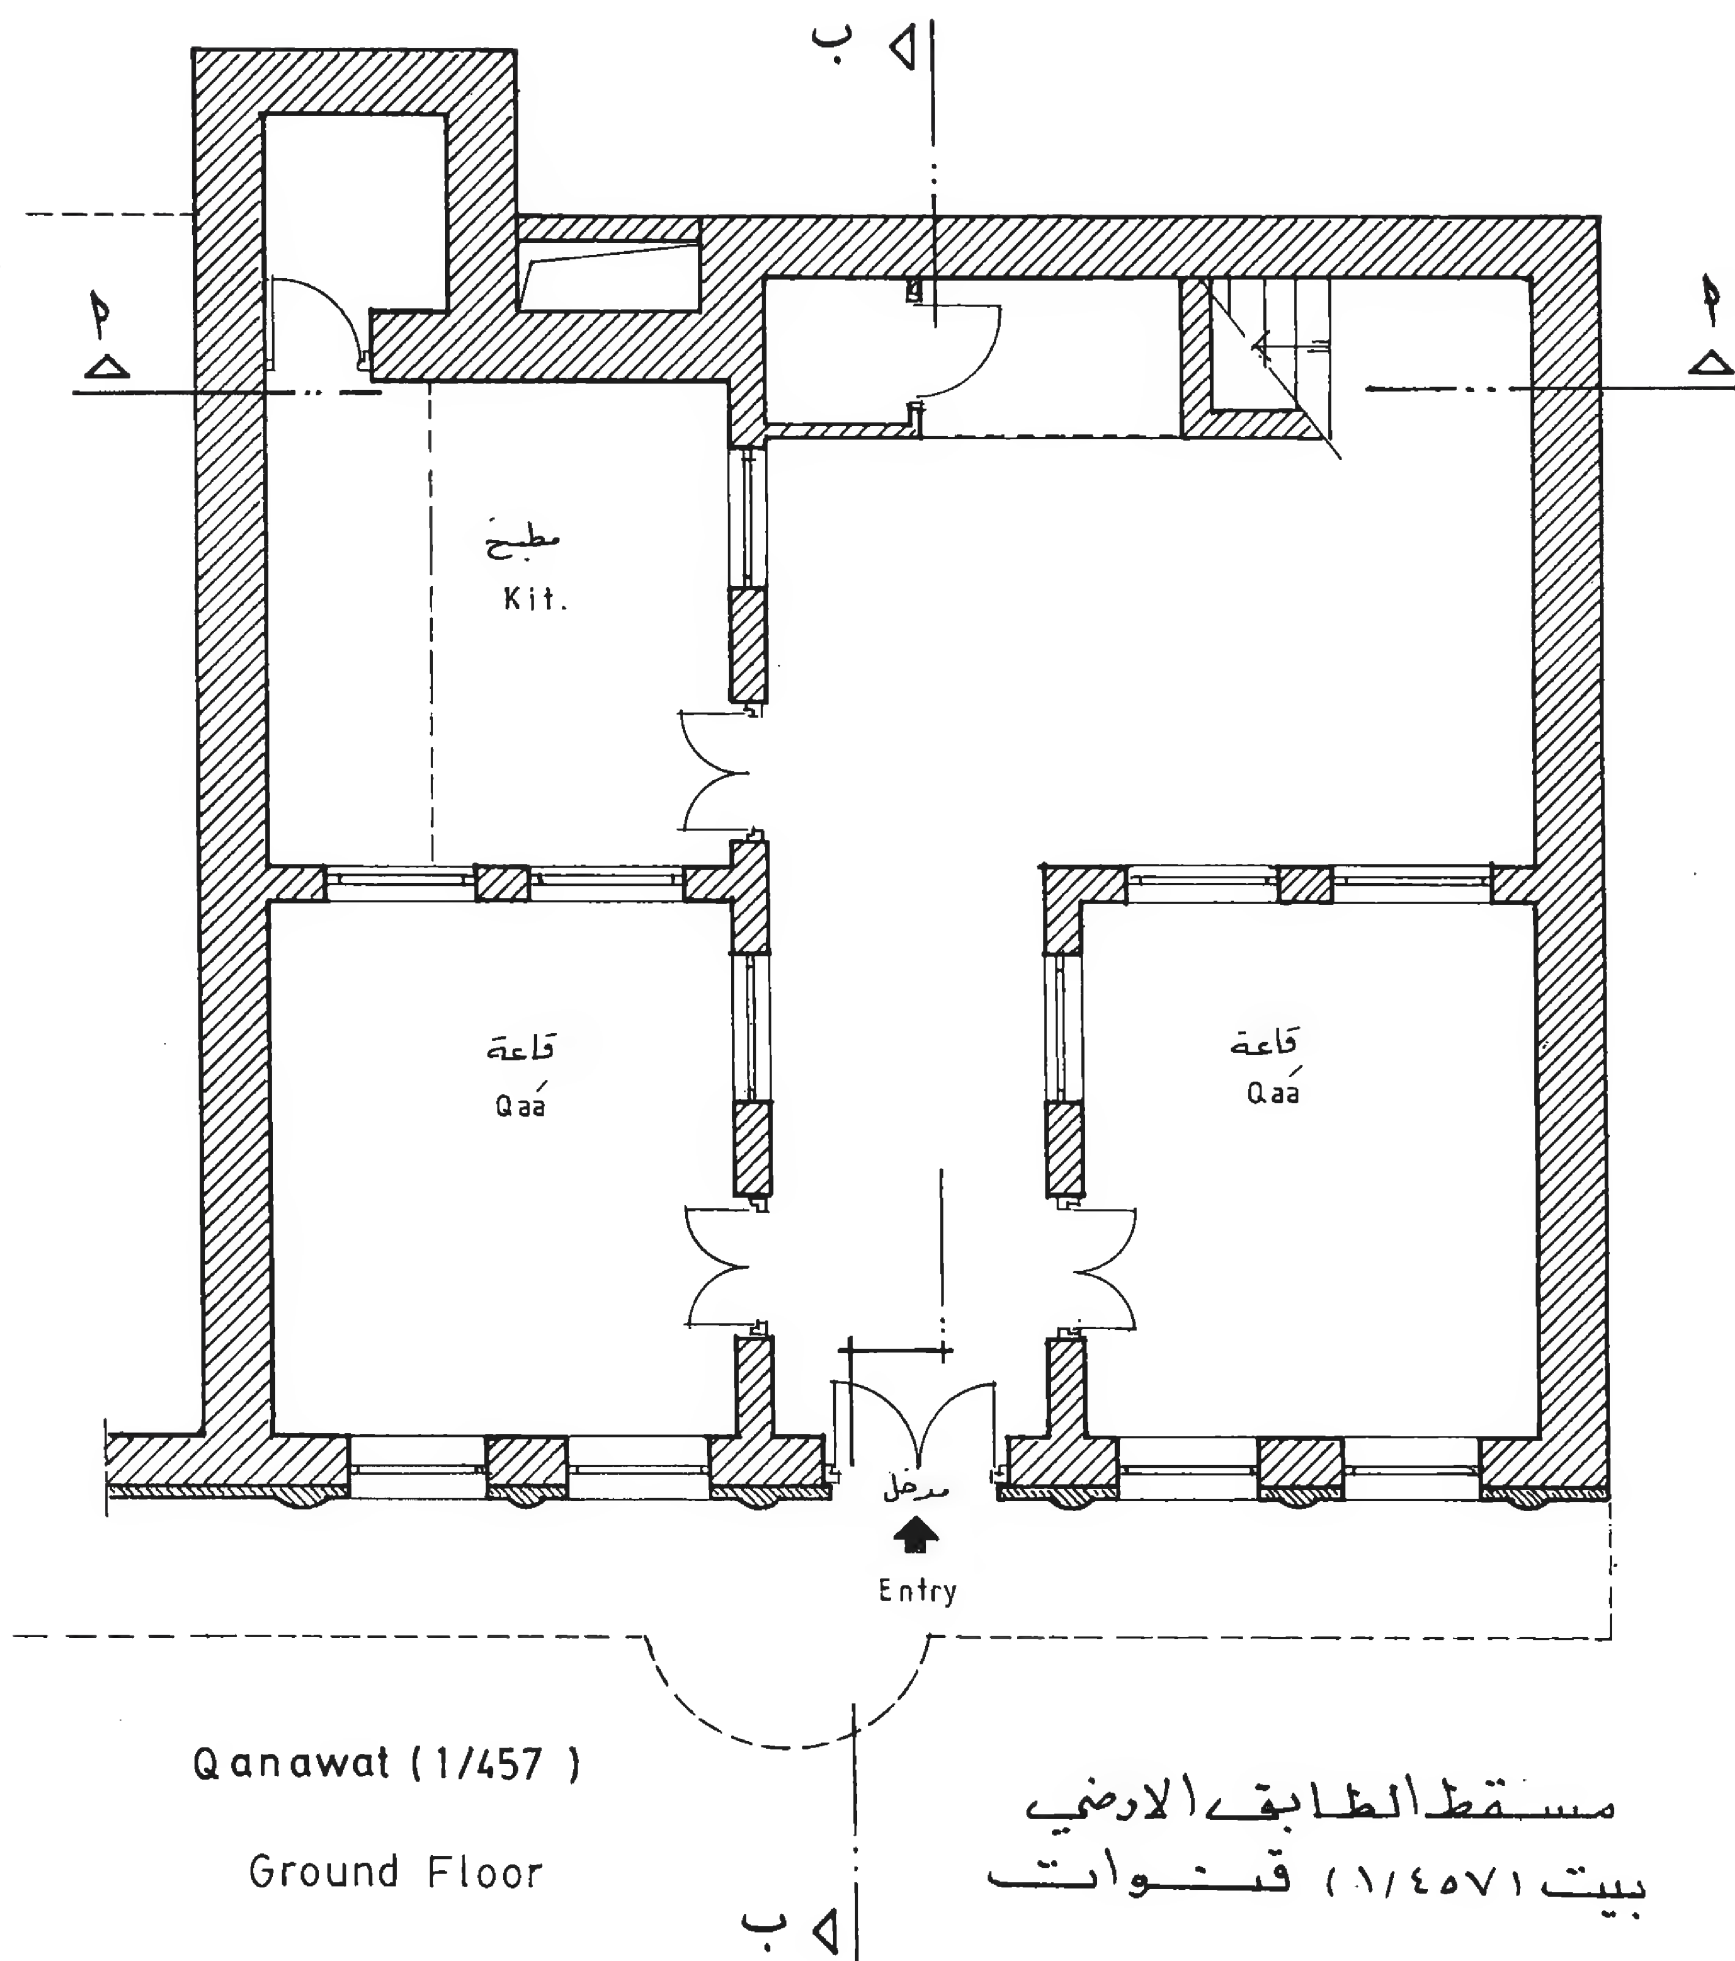 ب
م
م
مطبخ
Kit.
قاعة
Qaá
قاعة
Qaá
مدخل
Entry
Qanawat (1/457)
Ground Floor
مسقط الطابق الارضي
بيت (١/٤٥٧) قنوات
ب